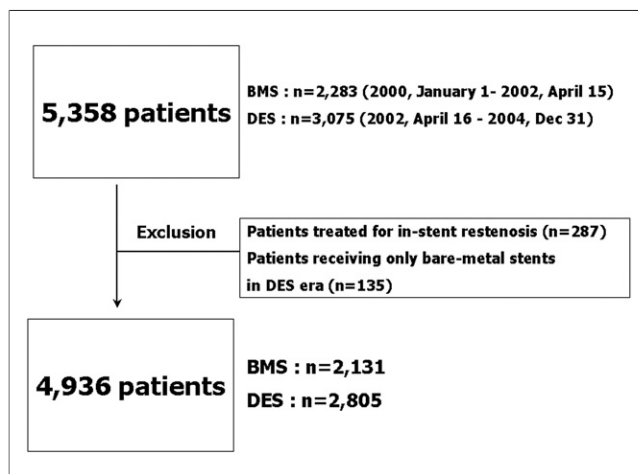 5,358 patients
BMS : n=2,283 (2000, January 1- 2002, April 15)
DES : n=3,075 (2002, April 16 - 2004, Dec 31)
Exclusion
Patients treated for in-stent restenosis (n=287)
Patients receiving only bare-metal stents
in DES era (n=135)
4,936 patients
BMS : n=2,131
DES : n=2,805